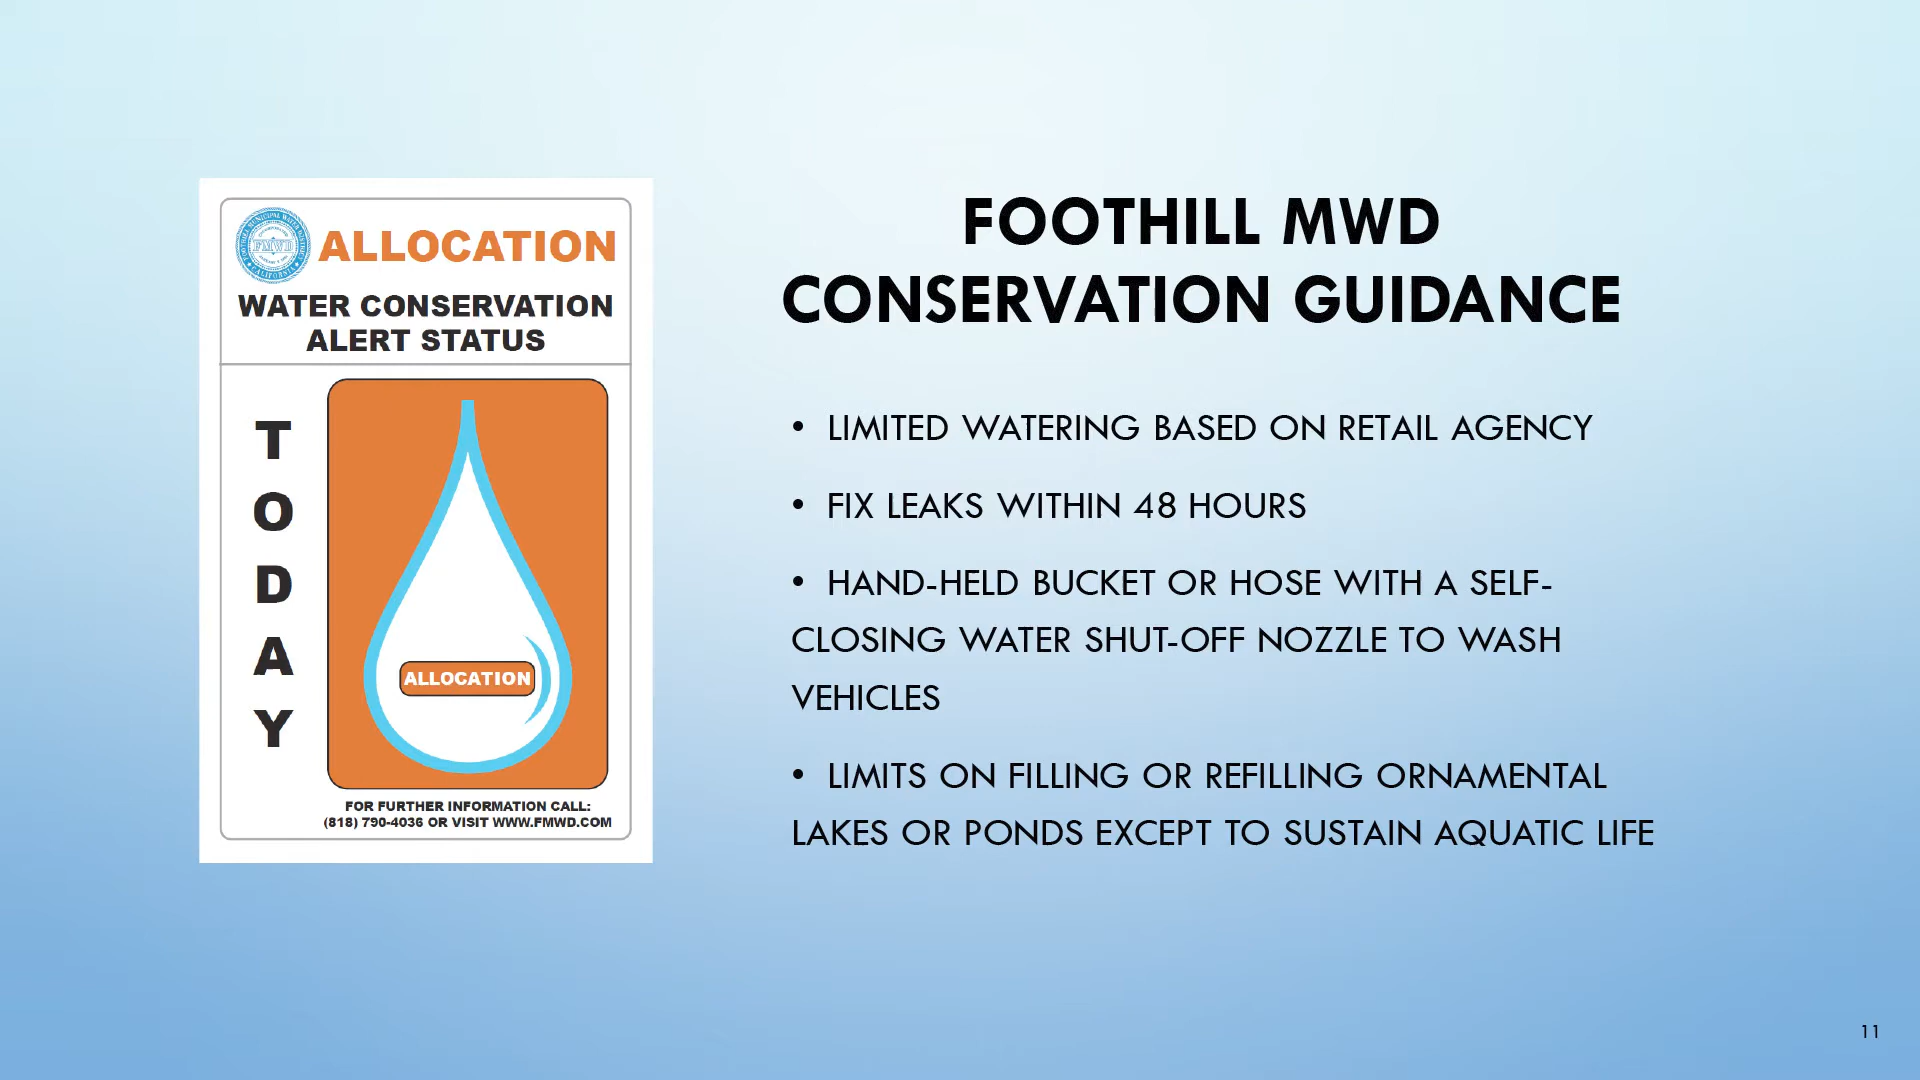 ALLOCATION
WATER CONSERVATION
ALERT STATUS
T
O
D
A
Y
FMWD
CALIFORNIA
ALLOCATION
FOR FURTHER INFORMATION CALL:
(818) 790-4036 OR VISIT WWW.FMWD.COM
FOOTHILL MWD
CONSERVATION GUIDANCE
• LIMITED WATERING BASED ON RETAIL AGENCY
• FIX LEAKS WITHIN 48 HOURS
• HAND-HELD BUCKET OR HOSE WITH A SELF-
CLOSING WATER SHUT-OFF NOZZLE TO WASH
VEHICLES
• LIMITS ON FILLING OR REFILLING ORNAMENTAL
LAKES OR PONDS EXCEPT TO SUSTAIN AQUATIC LIFE
11